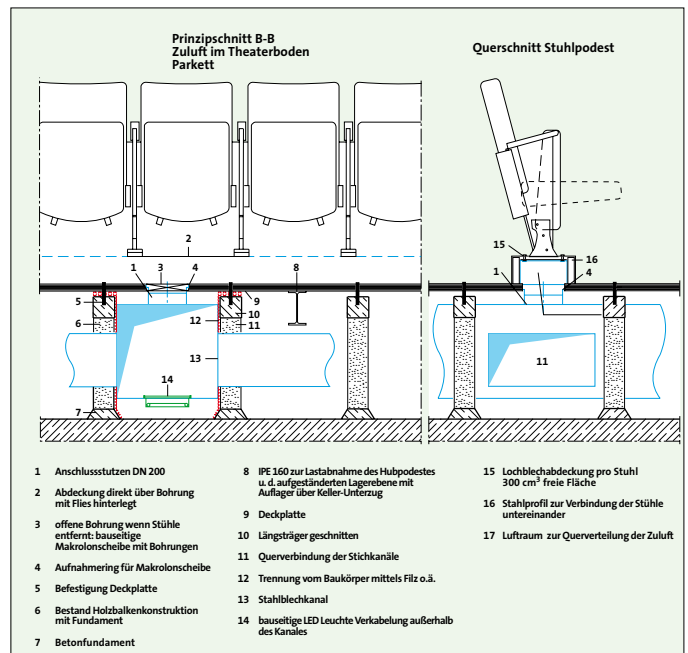 Prinzipschnitt B-B
Zuluft im Theaterboden
Parkett
Querschnitt Stuhlpodest
2
1 3 4 8
9
5
10
6 12 11
13
14
7
15
16
1 4
11
1 Anschlussstutzen DN 200
2 Abdeckung direkt über Bohrung
mit Flies hinterlegt
3 offene Bohrung wenn Stühle
entfernt: bauseitige
Makrolonscheibe mit Bohrungen
4 Aufnahmering für Makrolonscheibe
5 Befestigung Deckplatte
6 Bestand Holzbalkenkonstruktion
mit Fundament
7 Betonfundament
8 IPE 160 zur Lastabnahme des Hubpodestes
u. d. aufgeständerten Lagerebene mit
Auflager über Keller-Unterzug
9 Deckplatte
10 Längsträger geschnitten
11 Querverbindung der Stichkanäle
12 Trennung vom Baukörper mittels Filz o.ä.
13 Stahlblechkanal
14 bauseitige LED Leuchte Verkabelung außerhalb
des Kanales
15 Lochblechabdeckung pro Stuhl
300 cm³ freie Fläche
16 Stahlprofil zur Verbindung der Stühle
untereinander
17 Luftraum zur Querverteilung der Zuluft